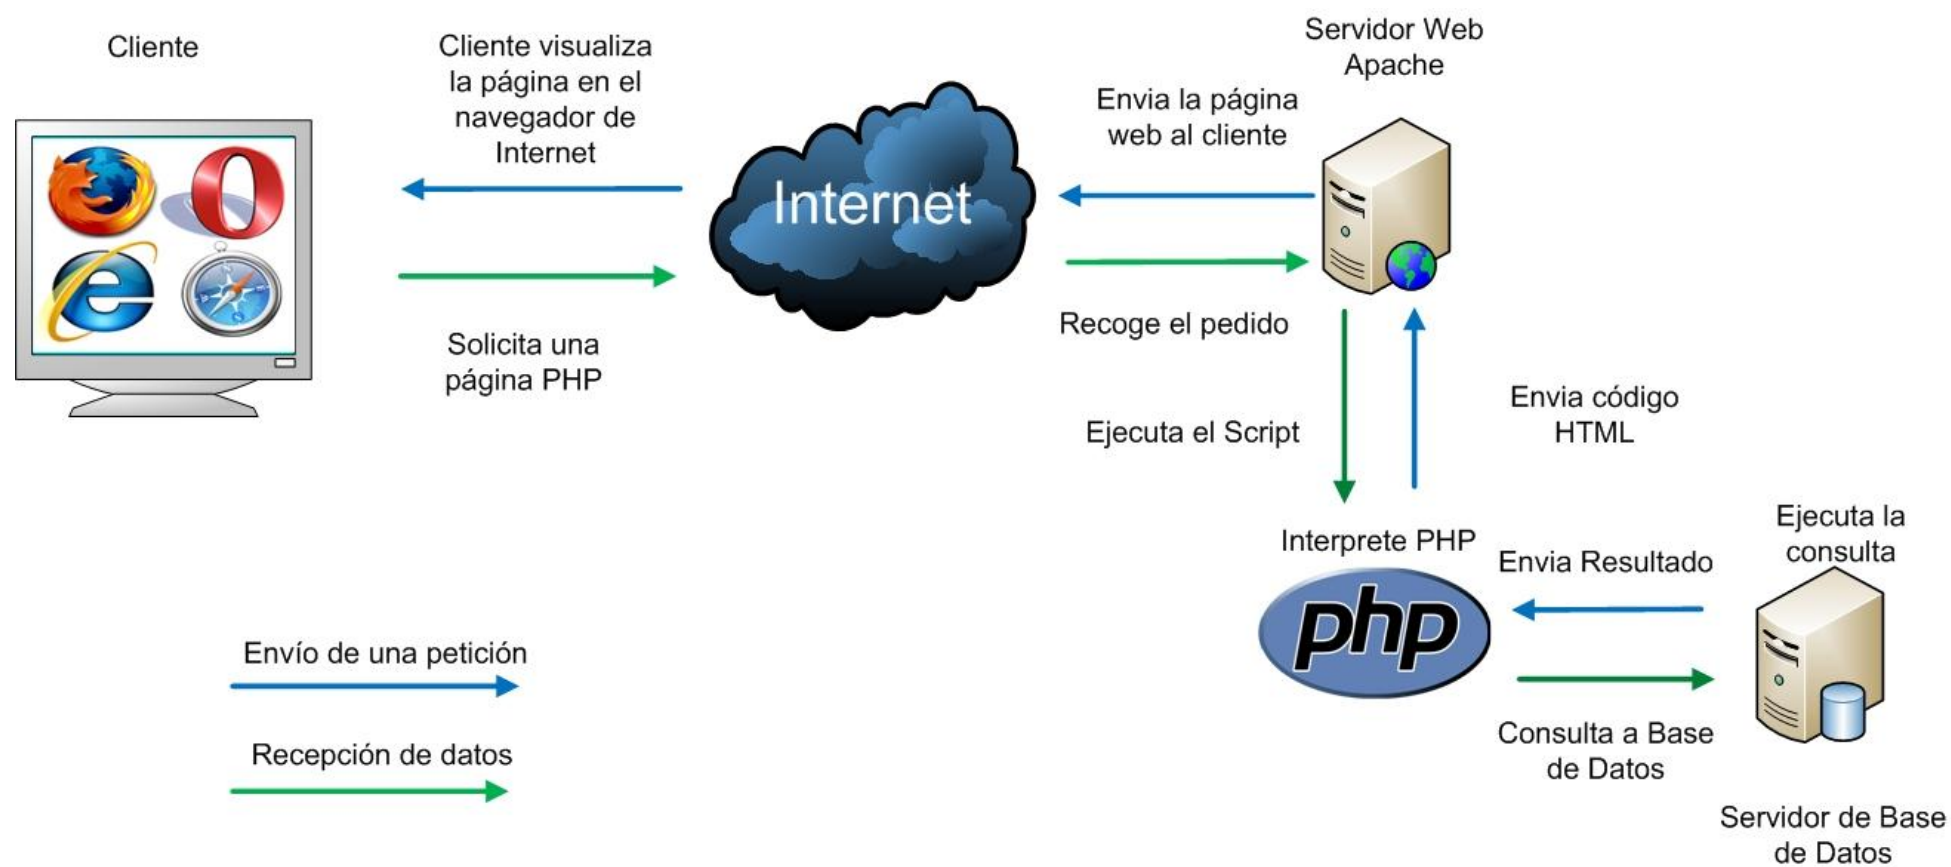 Cliente
Cliente visualiza
la página en el
navegador de
Internet
Internet
Envia la página
web al cliente
Servidor Web
Apache
Solicita una
página PHP
Recoge el pedido
Ejecuta el Script
Envia código
HTML
Interprete PHP
php
Envia Resultado
Ejecuta la
consulta
Consulta a Base
de Datos
Servidor de Base
de Datos
Envío de una petición
Recepción de datos